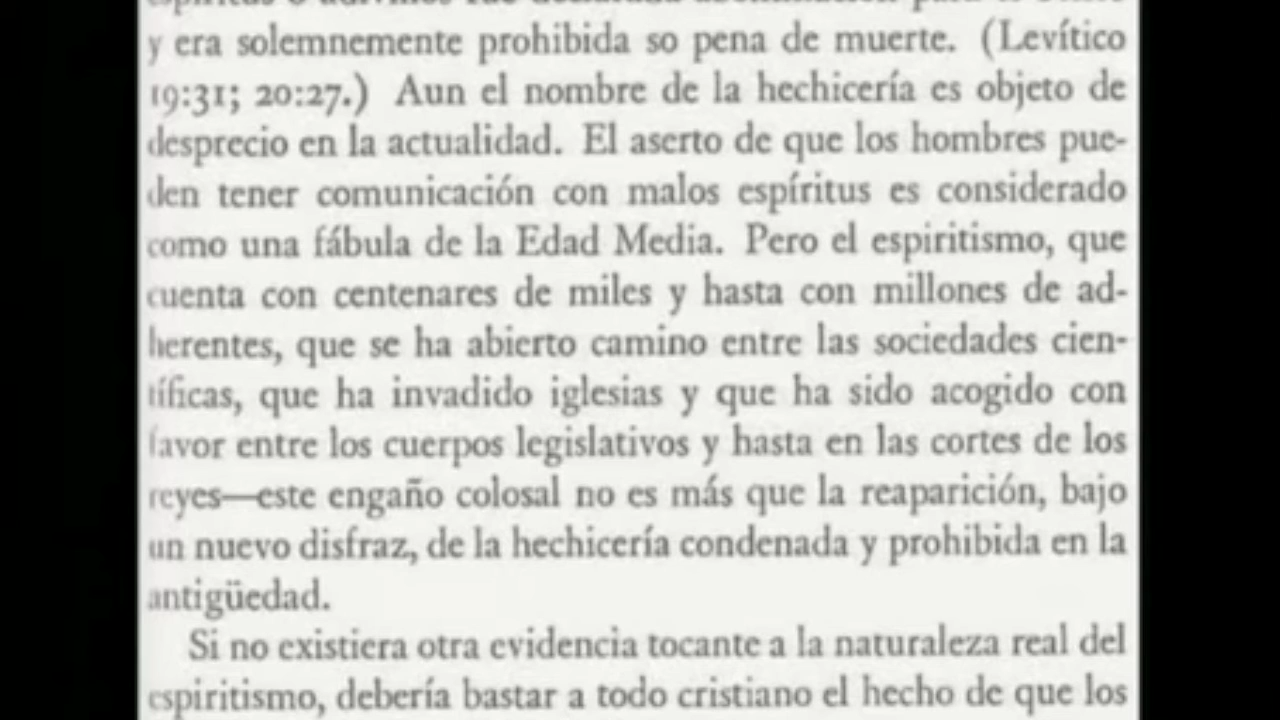 y era solemnemente prohibida so pena de muerte. (Levítico
19:31; 20:27.) Aun el nombre de la hechicería es objeto de
desprecio en la actualidad. El aserto de que los hombres pue-
den tener comunicación con malos espíritus es considerado
como una fábula de la Edad Media. Pero el espiritismo, que
cuenta con centenares de miles y hasta con millones de ad-
herentes, que se ha abierto camino entre las sociedades cien-
tíficas, que ha invadido iglesias y que ha sido acogido con
favor entre los cuerpos legislativos y hasta en las cortes de los
reyes—este engaño colosal no es más que la reaparición, bajo
un nuevo disfraz, de la hechicería condenada y prohibida en la
antigüedad.
Si no existiera otra evidencia tocante a la naturaleza real del
espiritismo, debería bastar a todo cristiano el hecho de que los